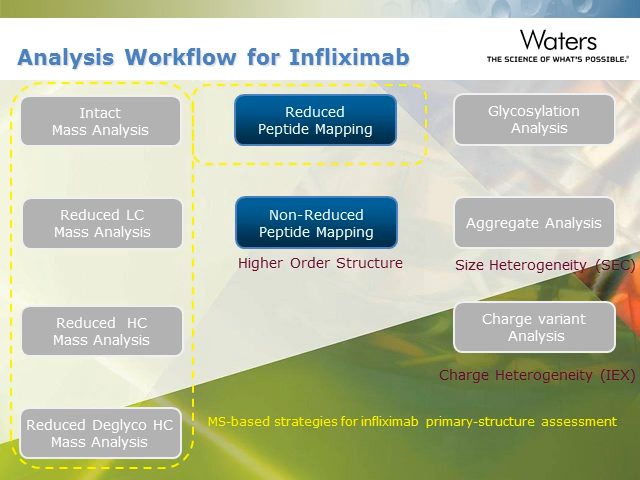 Analysis Workflow for Infliximab
Waters
THE SCIENCE OF WHAT'S POSSIBLE.®
Intact
Mass Analysis
Reduced
Peptide Mapping
Glycosylation
Analysis
Reduced LC
Mass Analysis
Non-Reduced
Peptide Mapping
Aggregate Analysis
Higher Order Structure
Size Heterogeneity (SEC)
Reduced HC
Mass Analysis
Charge variant
Analysis
Charge Heterogeneity (IEX)
Reduced Deglyco HC
Mass Analysis
MS-based strategies for infliximab primary-structure assessment